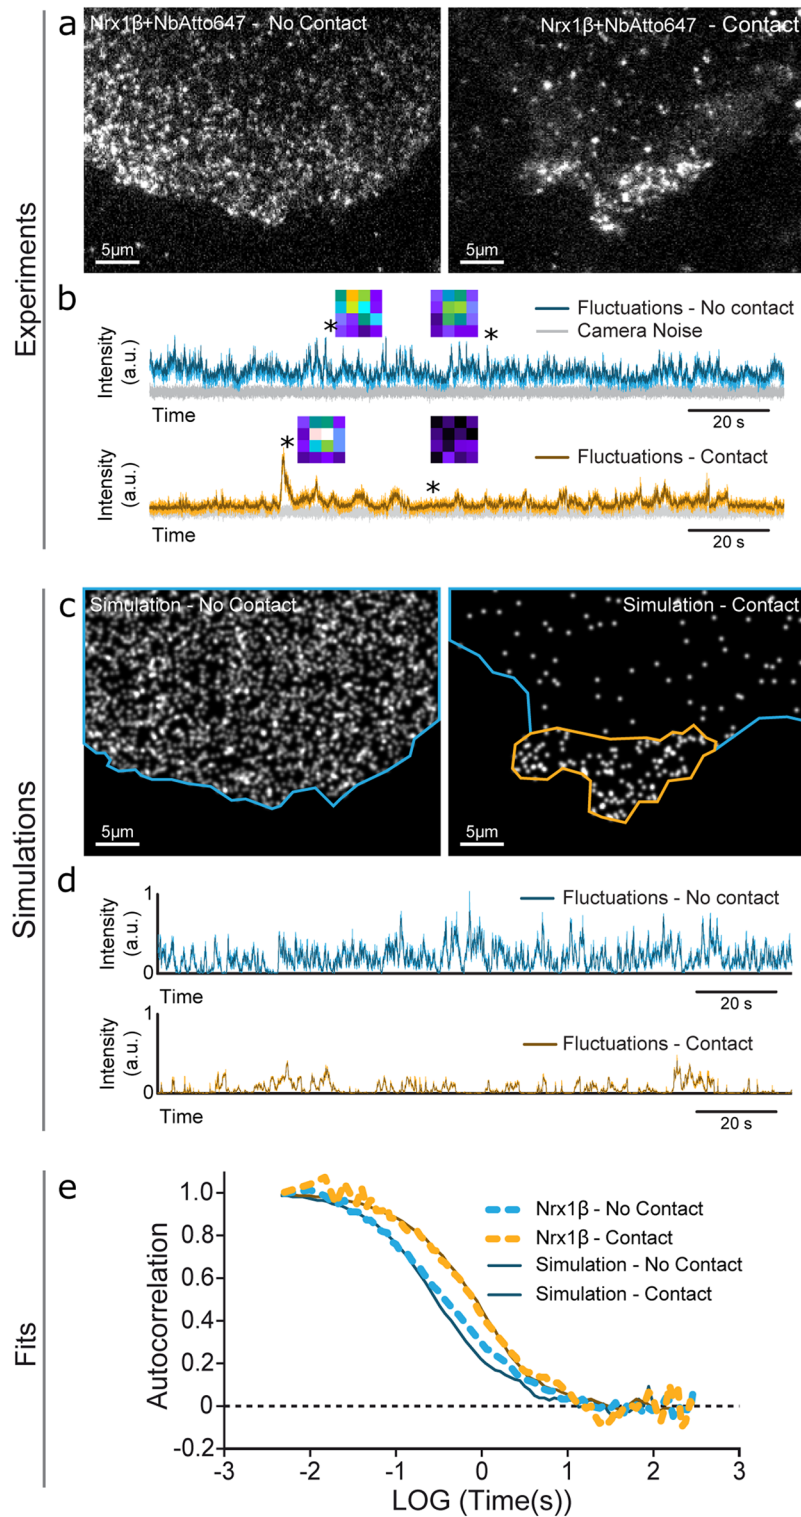 Experiments
a
Nrx1β+NbAtto647 - No Contact
5µm
Nrx1β+NbAtto647 - Contact
5µm
b
Intensity
(a.u.)
*
*
Fluctuations - No contact
Camera Noise
Time
20 s
Intensity
(a.u.)
*
*
Fluctuations - Contact
Time
20 s
Simulations
c
Simulation - No Contact
5µm
Simulation - Contact
5µm
d
Intensity
(a.u.)
1
0
Fluctuations - No contact
Time
20 s
Intensity
(a.u.)
1
0
Fluctuations - Contact
Time
20 s
Fits
e
Autocorrelation
1.0
0.8
0.6
0.4
0.2
0
-0.2
Nrx1β - No Contact
Nrx1β - Contact
Simulation - No Contact
Simulation - Contact
-3 -2 -1 0 1 2 3
LOG (Time(s))